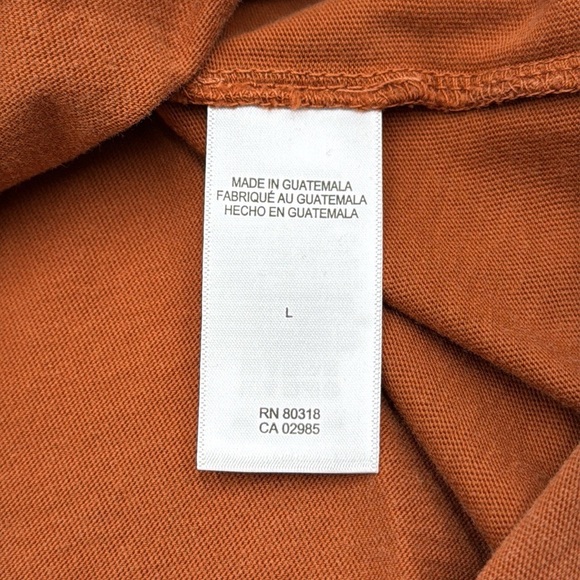 MADE IN GUATEMALA
FABRIQUÉ AU GUATEMALA
HECHO EN GUATEMALA
L
RN 80318
CA 02985